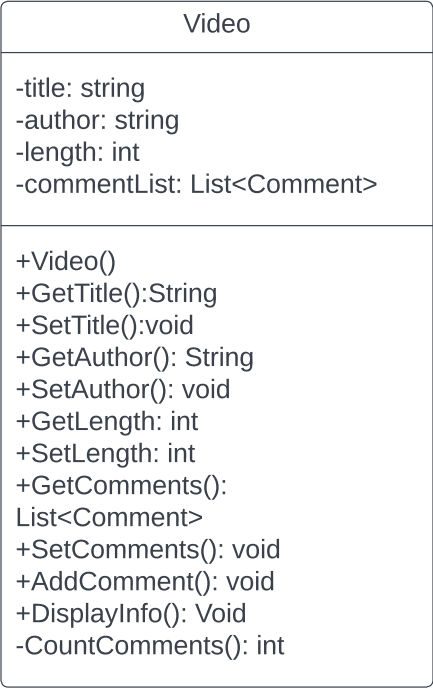 Video
-title: string
-author: string
-length: int
-commentList: List<Comment>
+Video()
+GetTitle():String
+SetTitle():void
+GetAuthor(): String
+SetAuthor(): void
+GetLength: int
+SetLength: int
+GetComments():
List<Comment>
+SetComments(): void
+AddComment(): void
+DisplayInfo(): Void
-CountComments(): int